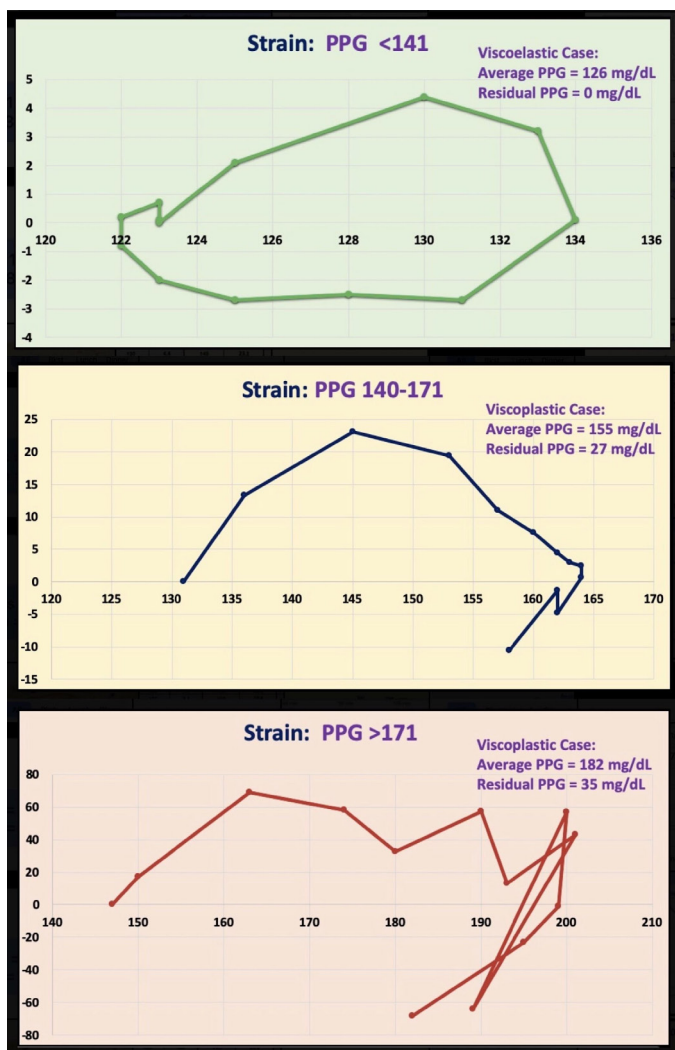 Strain: PPG <141
Viscoelastic Case:
Average PPG = 126 mg/dL
Residual PPG = 0 mg/dL
5
4
3
2
1
0
120 122 124 126 128 130 132 134 136
-1
-2
-3
-4
Strain: PPG 140-171
Viscoplastic Case:
Average PPG = 155 mg/dL
Residual PPG = 27 mg/dL
25
20
15
10
5
0
120 125 130 135 140 145 150 155 160 165 170
-5
-10
-15
Strain: PPG >171
Viscoplastic Case:
Average PPG = 182 mg/dL
Residual PPG = 35 mg/dL
80
60
40
20
0
140 150 160 170 180 190 200 210
-20
-40
-60
-80